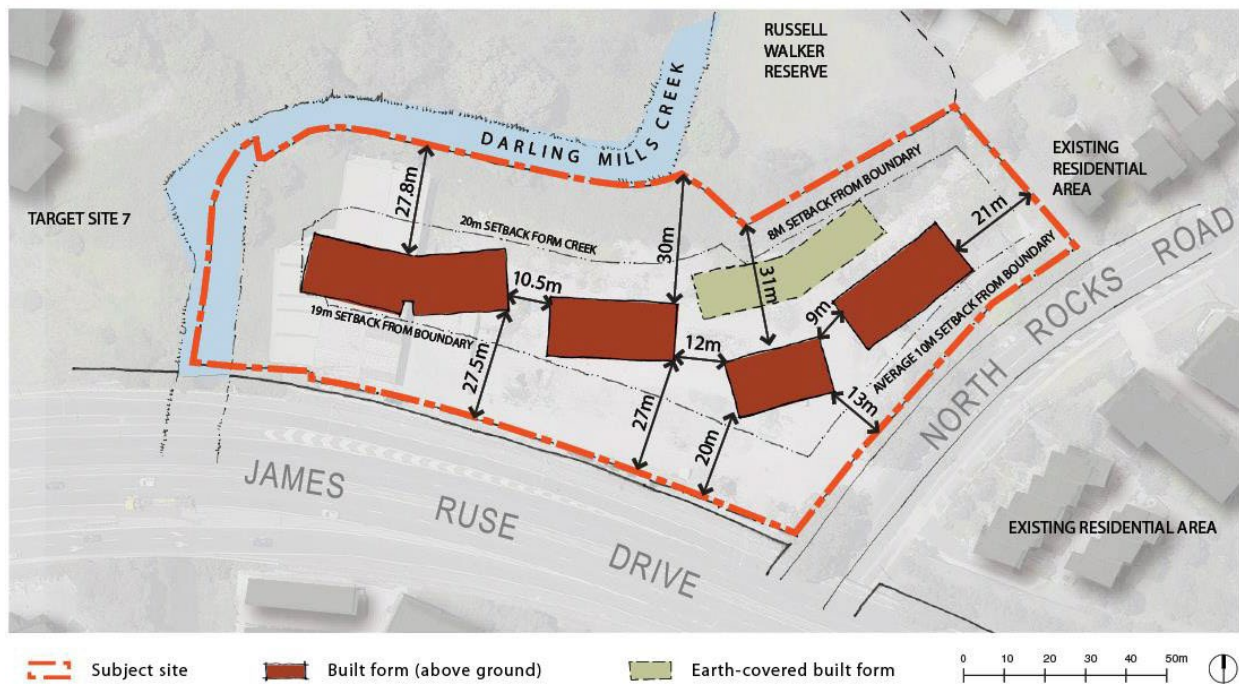 RUSSELL
WALKER
RESERVE
DARLING MILLS CREEK
EXISTING
RESIDENTIAL
AREA
TARGET SITE 7
27.8m
20m SETBACK FORM CREEK
30m
8M SETBACK FROM BOUNDARY
21m
31m
10.5m
9m
12m
19m SETBACK FROM BOUNDARY
27.5m
27m
20m
13m
AVERAGE 10M SETBACK FROM BOUNDARY
NORTH ROCKS ROAD
JAMES RUSE DRIVE
EXISTING RESIDENTIAL AREA
Subject site
Built form (above ground)
Earth-covered built form
0 10 20 30 40 50m